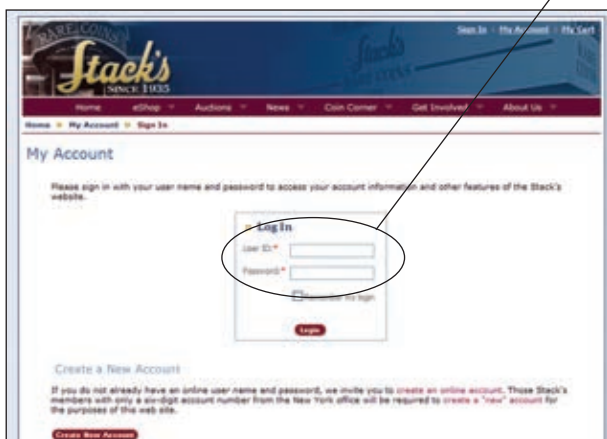 RARE COINS
Stack's
SINCE 1935
Sign In My Account My Cart
Home eShop Auctions News Coin Corner Get Involved About Us
Home My Account Sign In
My Account
Please sign in with your user name and password to access your account information and other features of the Stack's
website.
Log In
User ID:*
Password:*
Remember my login
Login
Create a New Account
If you do not already have an online user name and password, we invite you to create an online account. Those Stack's
members with only a six-digit account number from the New York office will be required to create a "new" account for
the purposes of this web site.
Create New Account